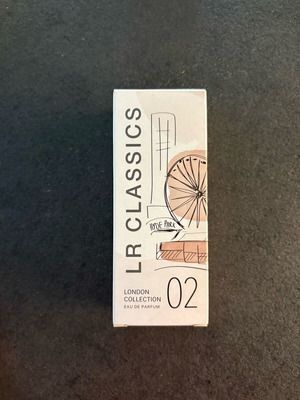 LR CLASSICS
HYDE PARK
LONDON
COLLECTION
EAU DE PARFUM
02